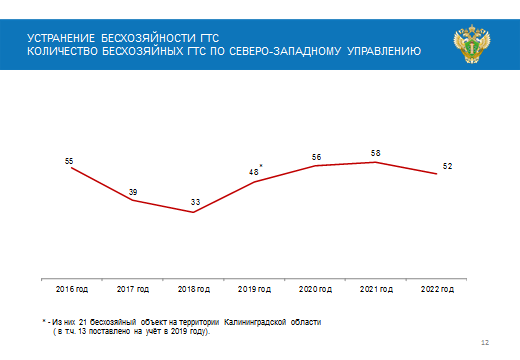 УСТРАНЕНИЕ БЕСХОЗЯЙНОСТИ ГТС
КОЛИЧЕСТВО БЕСХОЗЯЙНЫХ ГТС ПО СЕВЕРО-ЗАПАДНОМУ УПРАВЛЕНИЮ
55
39
33
48*
56
58
52
2016 год 2017 год 2018 год 2019 год 2020 год 2021 год 2022 год
* - Из них 21 бесхозяйный объект на территории Калининградской области
( в т.ч. 13 поставлено на учёт в 2019 году).
12